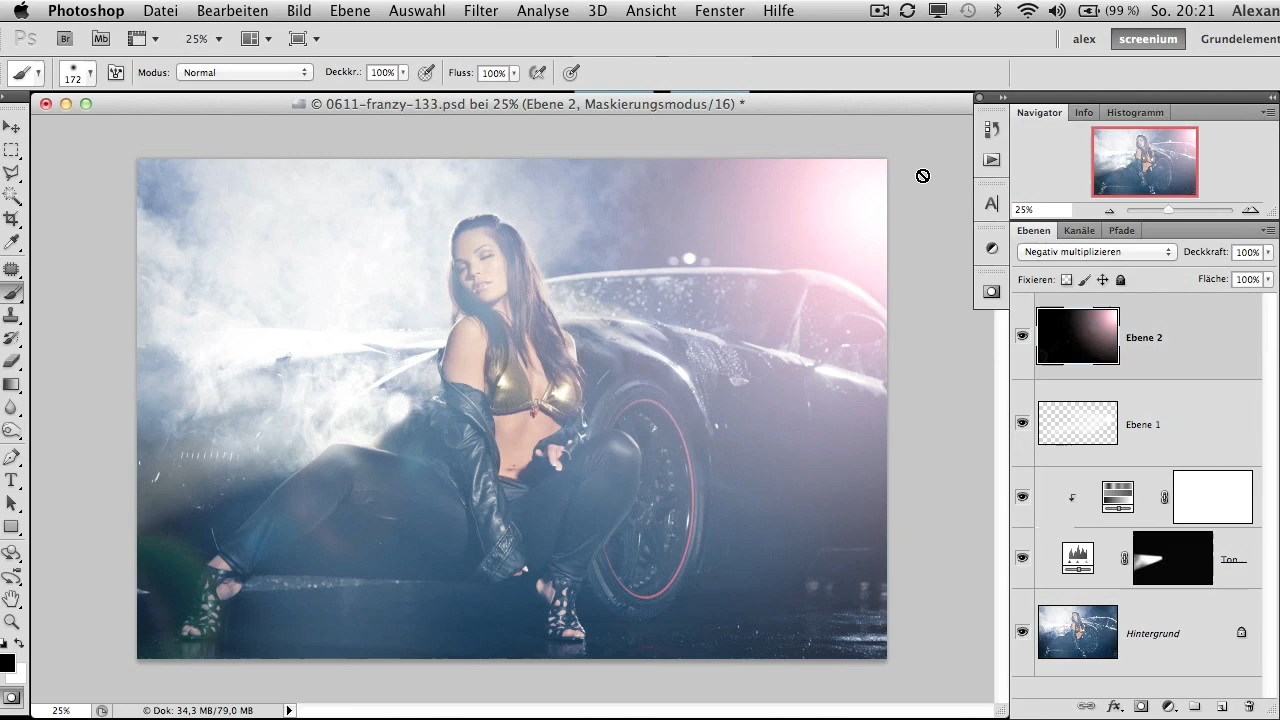 Photoshop Datei Bearbeiten Bild Ebene Auswahl Filter Analyse 3D Ansicht Fenster Hilfe (99 %) So. 20:21 Alexan
Ps Br Mb 25% alex screenium Grundelement
172 Modus: Normal Deckkr.: 100% Fluss: 100%
© 0611-franzy-133.psd bei 25% (Ebene 2, Maskierungsmodus/16) *
Navigator Info Histogramm
25%
Ebenen Kanäle Pfade
Negativ multiplizieren Deckkraft: 100%
Fixieren: Fläche: 100%
Ebene 2
Ebene 1
Ton...
Hintergrund
25% © Dok: 34,3 MB/79,0 MB